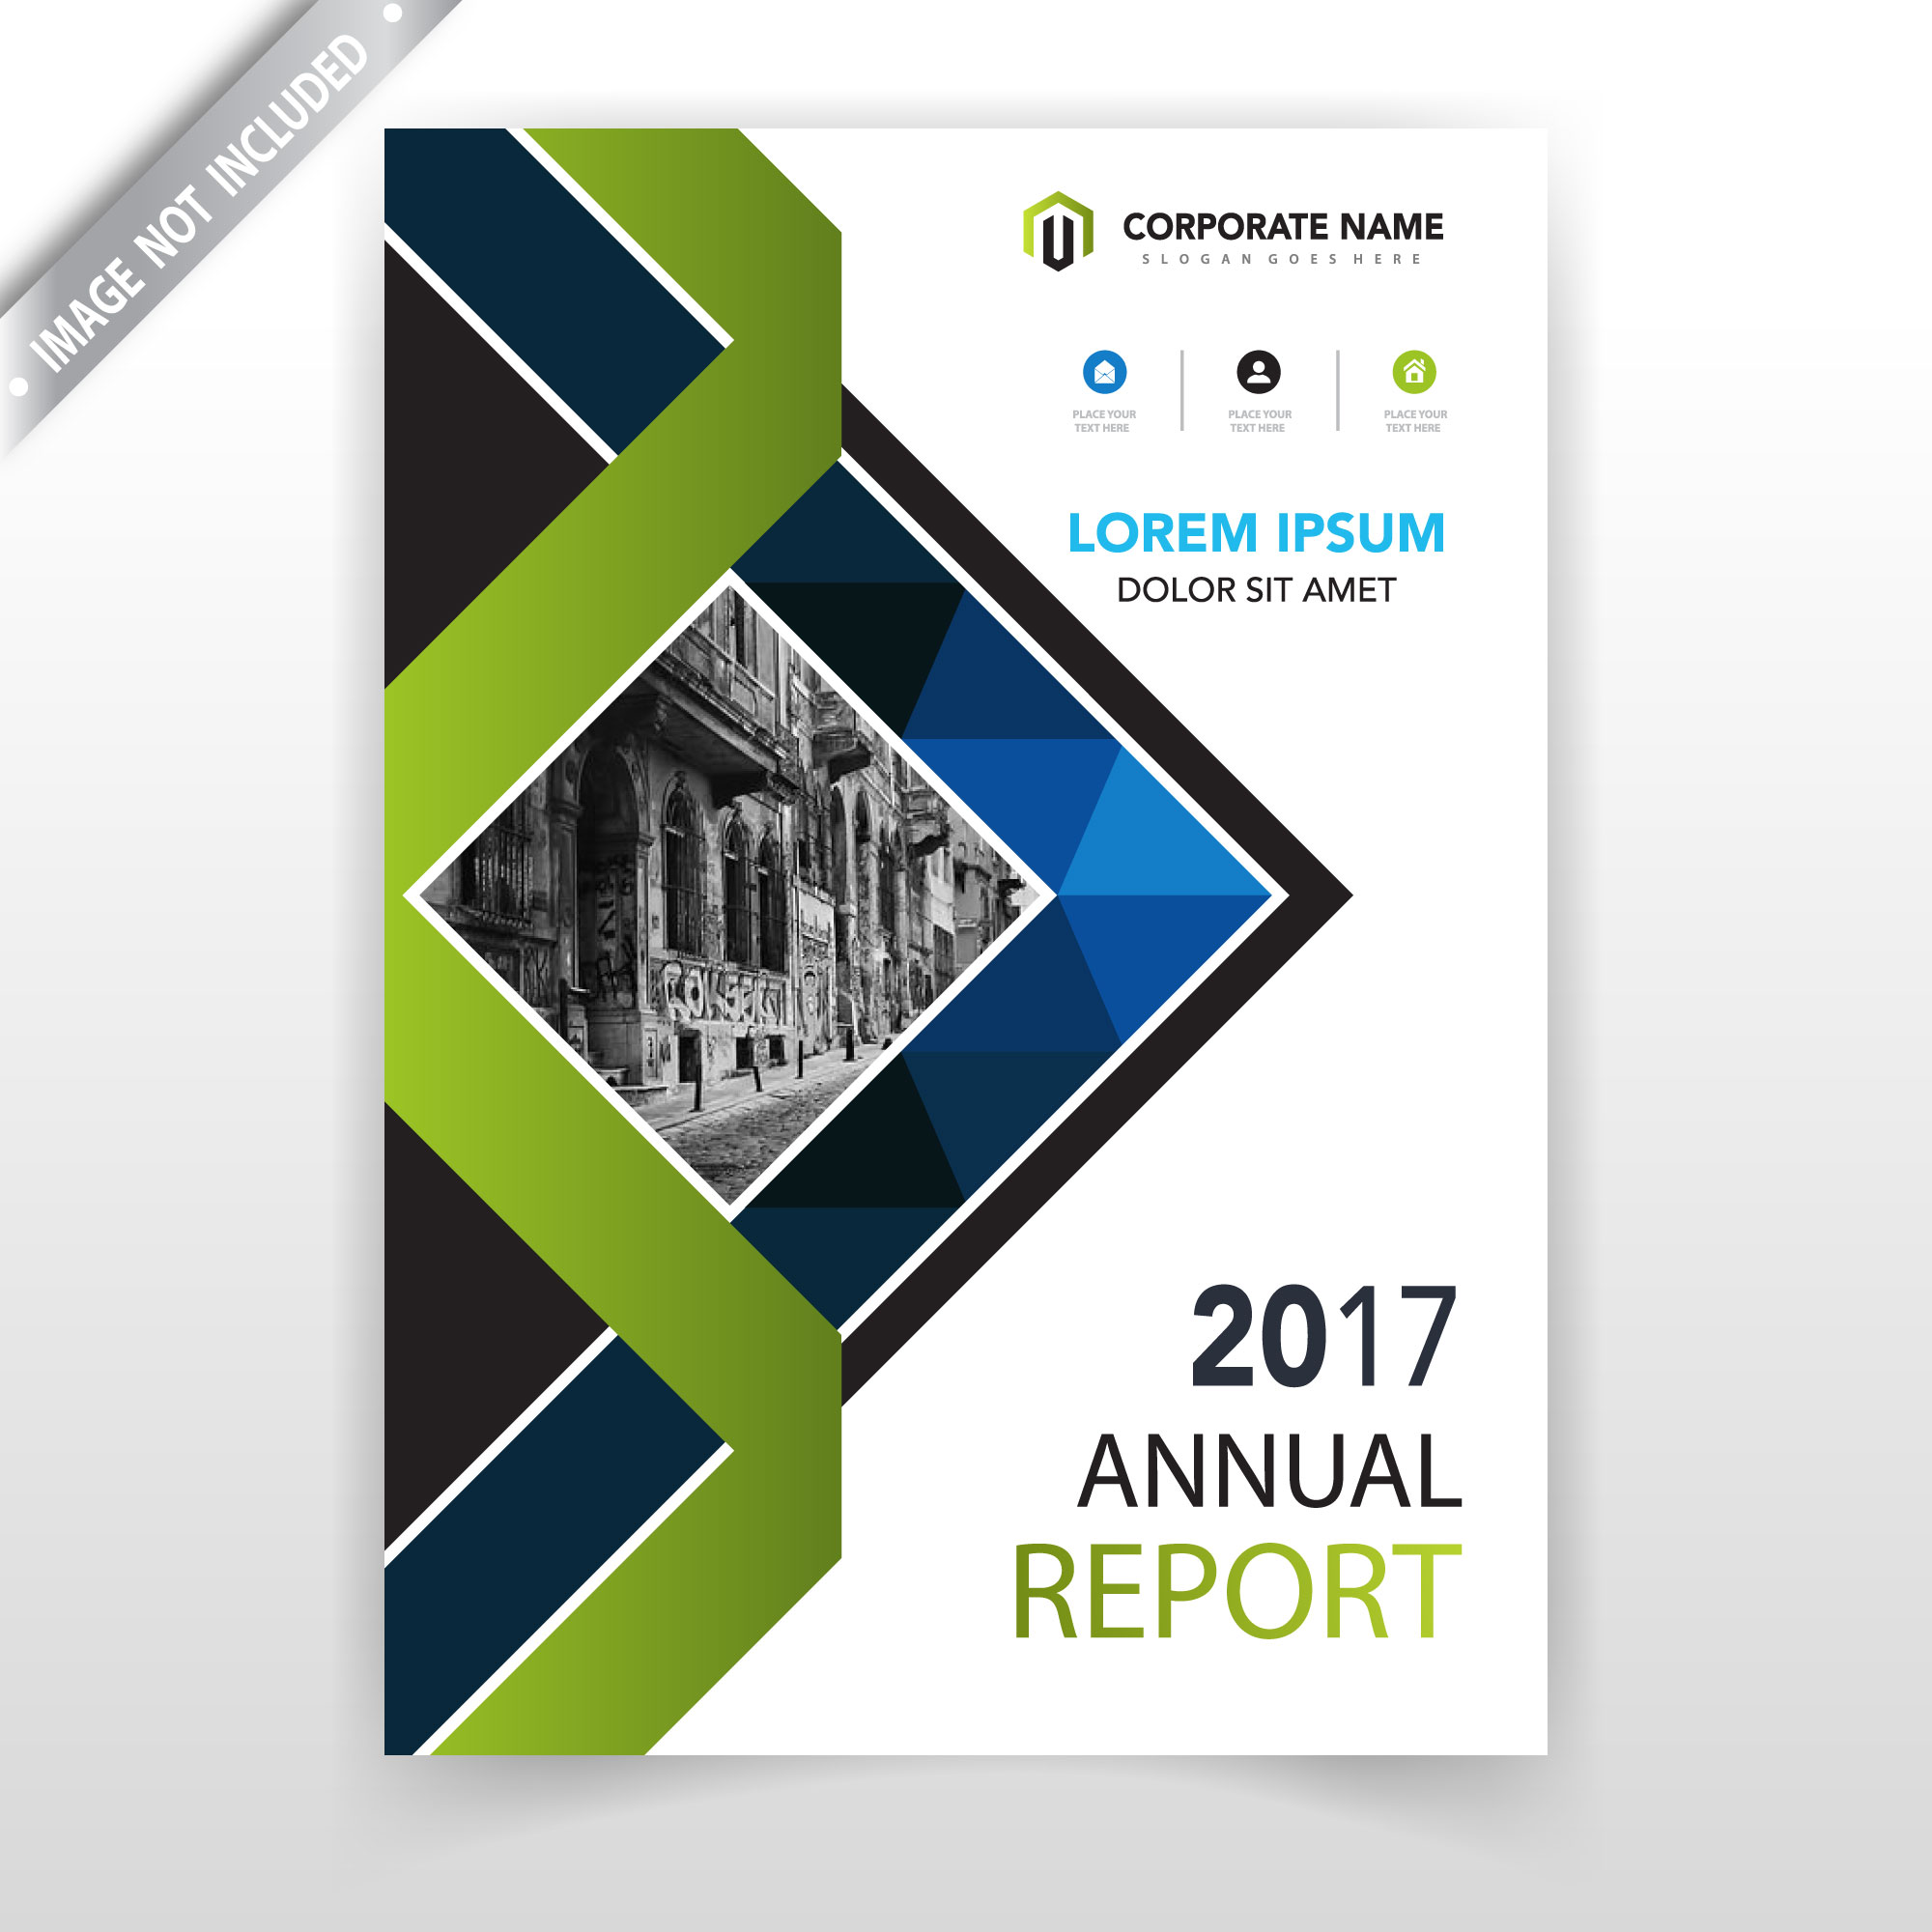 IMAGE NOT INCLUDED
CORPORATE NAME
SLOGAN GOES HERE
PLACE YOUR
TEXT HERE
PLACE YOUR
TEXT HERE
PLACE YOUR
TEXT HERE
LOREM IPSUM
DOLOR SIT AMET
2017
ANNUAL
REPORT